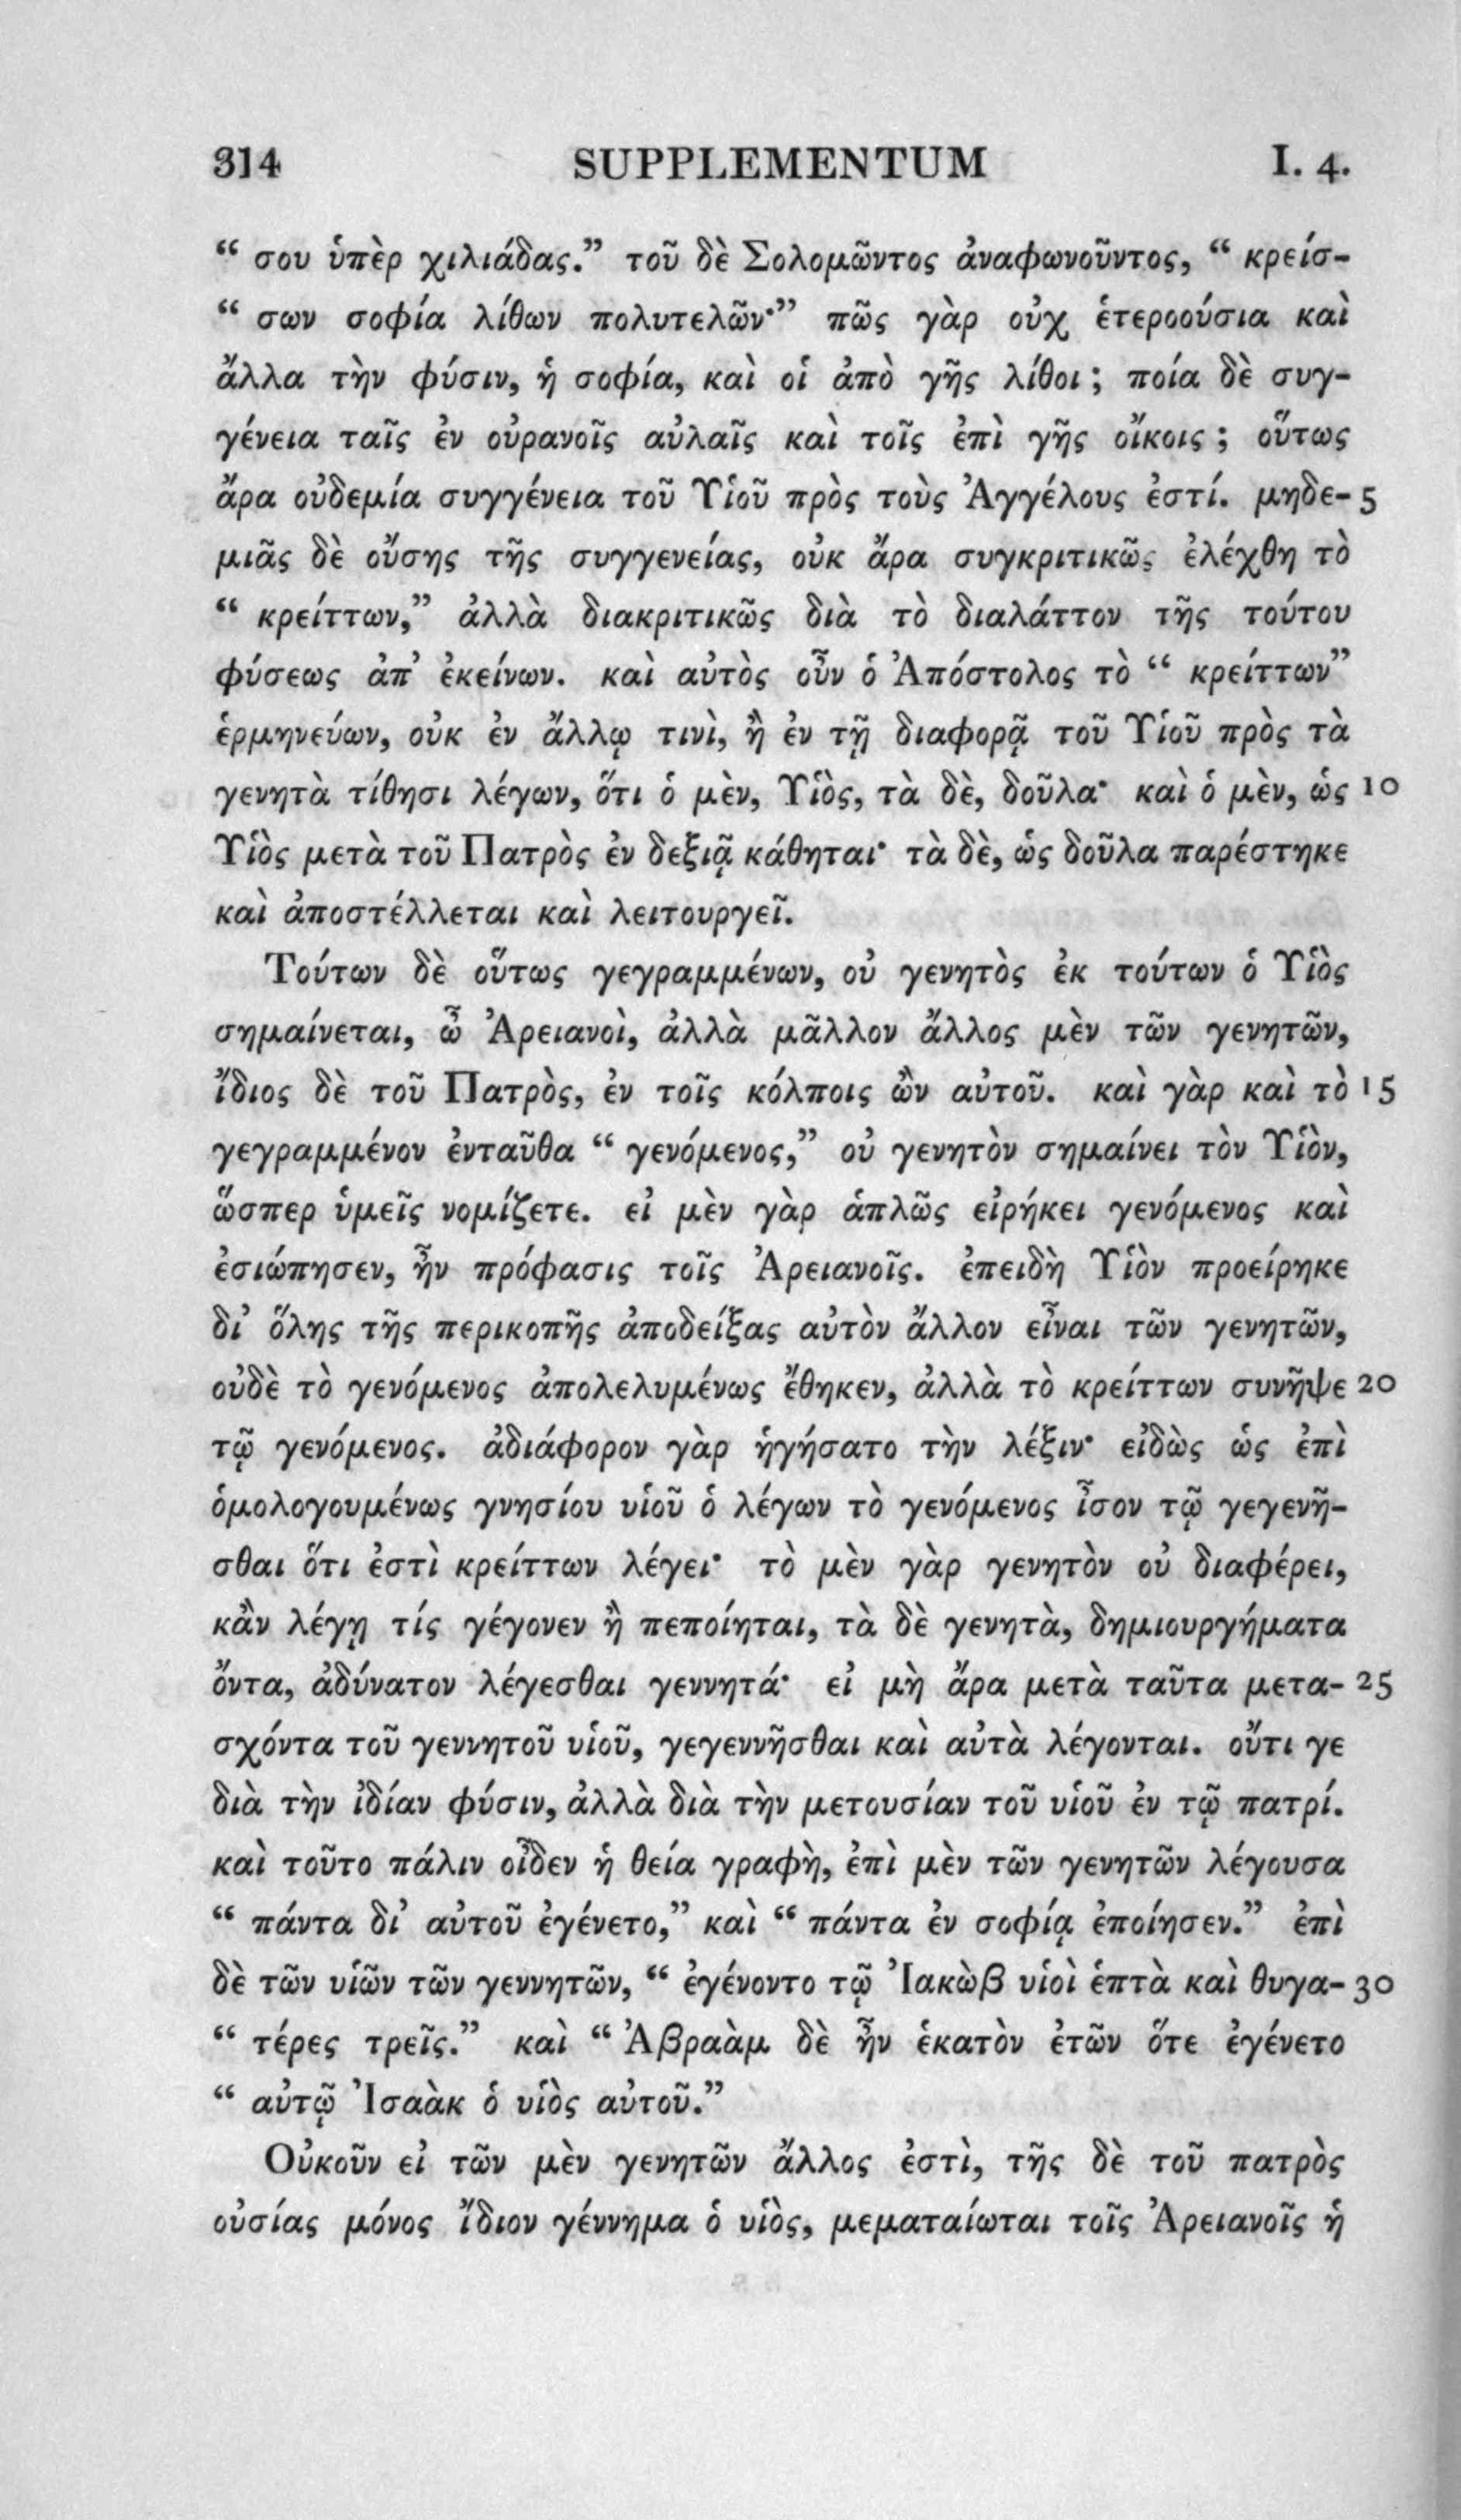 314 SUPPLEMENTUM I. 4.
“ σου ὑπὲρ χιλιάδας.” τοῦ δὲ Σολομῶντος ἀναφωνοῦντος, “ κρείσ-
“ σων σοφία λίθων πολυτελῶν·” πῶς γὰρ οὐχ ἑτεροούσια καὶ
ἄλλα τὴν φύσιν, ἡ σοφία, καὶ οἱ ἀπὸ γῆς λίθοι ; ποία δὲ συγ-
γένεια ταῖς ἐν οὐρανοῖς αὐλαῖς καὶ τοῖς ἐπὶ γῆς οἴκοις ; οὕτως
ἄρα οὐδεμία συγγένεια τοῦ Υἱοῦ πρὸς τοὺς Ἀγγέλους ἐστί. μηδε- 5
μιᾶς δὲ οὔσης τῆς συγγενείας, οὐκ ἄρα συγκριτικῶς ἐλέχθη τὸ
“ κρείττων,” ἀλλὰ διακριτικῶς διὰ τὸ διαλάττον τῆς τούτου
φύσεως ἀπ’ ἐκείνων. καὶ αὐτὸς οὖν ὁ Ἀπόστολος τὸ “ κρείττων”
ἑρμηνεύων, οὐκ ἐν ἄλλῳ τινὶ, ἢ ἐν τῇ διαφορᾷ τοῦ Υἱοῦ πρὸς τὰ
γενητὰ τίθησι λέγων, ὅτι ὁ μὲν, Υἱὸς, τὰ δὲ, δοῦλα· καὶ ὁ μὲν, ὡς 10
Υἱὸς μετὰ τοῦ Πατρὸς ἐν δεξιᾷ κάθηται· τὰ δὲ, ὡς δοῦλα παρέστηκε
καὶ ἀποστέλλεται καὶ λειτουργεῖ.
Τούτων δὲ οὕτως γεγραμμένων, οὐ γενητὸς ἐκ τούτων ὁ Υἱὸς
σημαίνεται, ὦ Ἀρειανοὶ, ἀλλὰ μᾶλλον ἄλλος μὲν τῶν γενητῶν,
ἴδιος δὲ τοῦ Πατρὸς, ἐν τοῖς κόλποις ὢν αὐτοῦ. καὶ γὰρ καὶ τὸ 15
γεγραμμένον ἐνταῦθα “ γενόμενος,” οὐ γενητὸν σημαίνει τὸν Υἱὸν,
ὥσπερ ὑμεῖς νομίζετε. εἰ μὲν γὰρ ἁπλῶς εἰρήκει γενόμενος καὶ
ἐσιώπησεν, ἦν πρόφασις τοῖς Ἀρειανοῖς. ἐπειδὴ Υἱὸν προείρηκε
δι’ ὅλης τῆς περικοπῆς ἀποδείξας αὐτὸν ἄλλον εἶναι τῶν γενητῶν,
οὐδὲ τὸ γενόμενος ἀπολελυμένως ἔθηκεν, ἀλλὰ τὸ κρείττων συνῆψε 20
τῷ γενόμενος. ἀδιάφορον γὰρ ἡγήσατο τὴν λέξιν· εἰδὼς ὡς ἐπὶ
ὁμολογουμένως γνησίου υἱοῦ ὁ λέγων τὸ γενόμενος ἶσον τῷ γεγενῆ-
σθαι ὅτι ἐστὶ κρείττων λέγει· τὸ μὲν γὰρ γενητὸν οὐ διαφέρει,
κἂν λέγῃ τίς γέγονεν ἢ πεποίηται, τὰ δὲ γενητὰ, δημιουργήματα
ὄντα, ἀδύνατον λέγεσθαι γεννητά· εἰ μὴ ἄρα μετὰ ταῦτα μετα- 25
σχόντα τοῦ γεννητοῦ υἱοῦ, γεγεννῆσθαι καὶ αὐτὰ λέγονται. οὔτι γε
διὰ τὴν ἰδίαν φύσιν, ἀλλὰ διὰ τὴν μετουσίαν τοῦ υἱοῦ ἐν τῷ πατρί.
καὶ τοῦτο πάλιν οἶδεν ἡ θεία γραφὴ, ἐπὶ μὲν τῶν γενητῶν λέγουσα
“ πάντα δι’ αὐτοῦ ἐγένετο,” καὶ “ πάντα ἐν σοφίᾳ ἐποίησεν.” ἐπὶ
δὲ τῶν υἱῶν τῶν γεννητῶν, “ ἐγένοντο τῷ Ἰακὼβ υἱοὶ ἑπτὰ καὶ θυγα- 30
“ τέρες τρεῖς.” καὶ “ Ἀβραὰμ δὲ ἦν ἑκατὸν ἐτῶν ὅτε ἐγένετο
“ αὐτῷ Ἰσαὰκ ὁ υἱὸς αὐτοῦ.”
Οὐκοῦν εἰ τῶν μὲν γενητῶν ἄλλος ἐστὶ, τῆς δὲ τοῦ πατρὸς
οὐσίας μόνος ἴδιον γέννημα ὁ υἱὸς, μεματαίωται τοῖς Ἀρειανοῖς ἡ